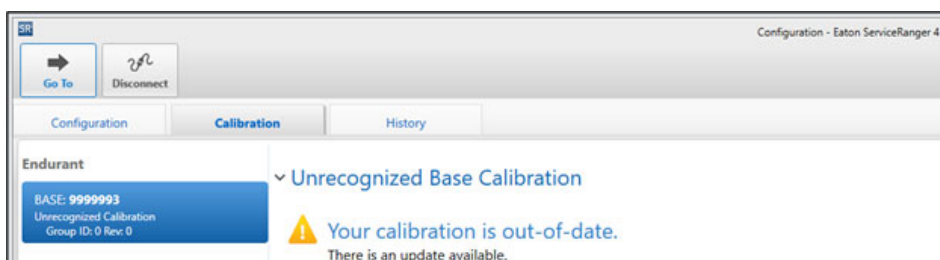 SR
Configuration - Eaton ServiceRanger 4
Go To
Disconnect
Configuration
Calibration
History
Endurant
BASE: 9999993
Unrecognized Calibration
Group ID: 0 Rev: 0
Unrecognized Base Calibration
Your calibration is out-of-date.
There is an update available.